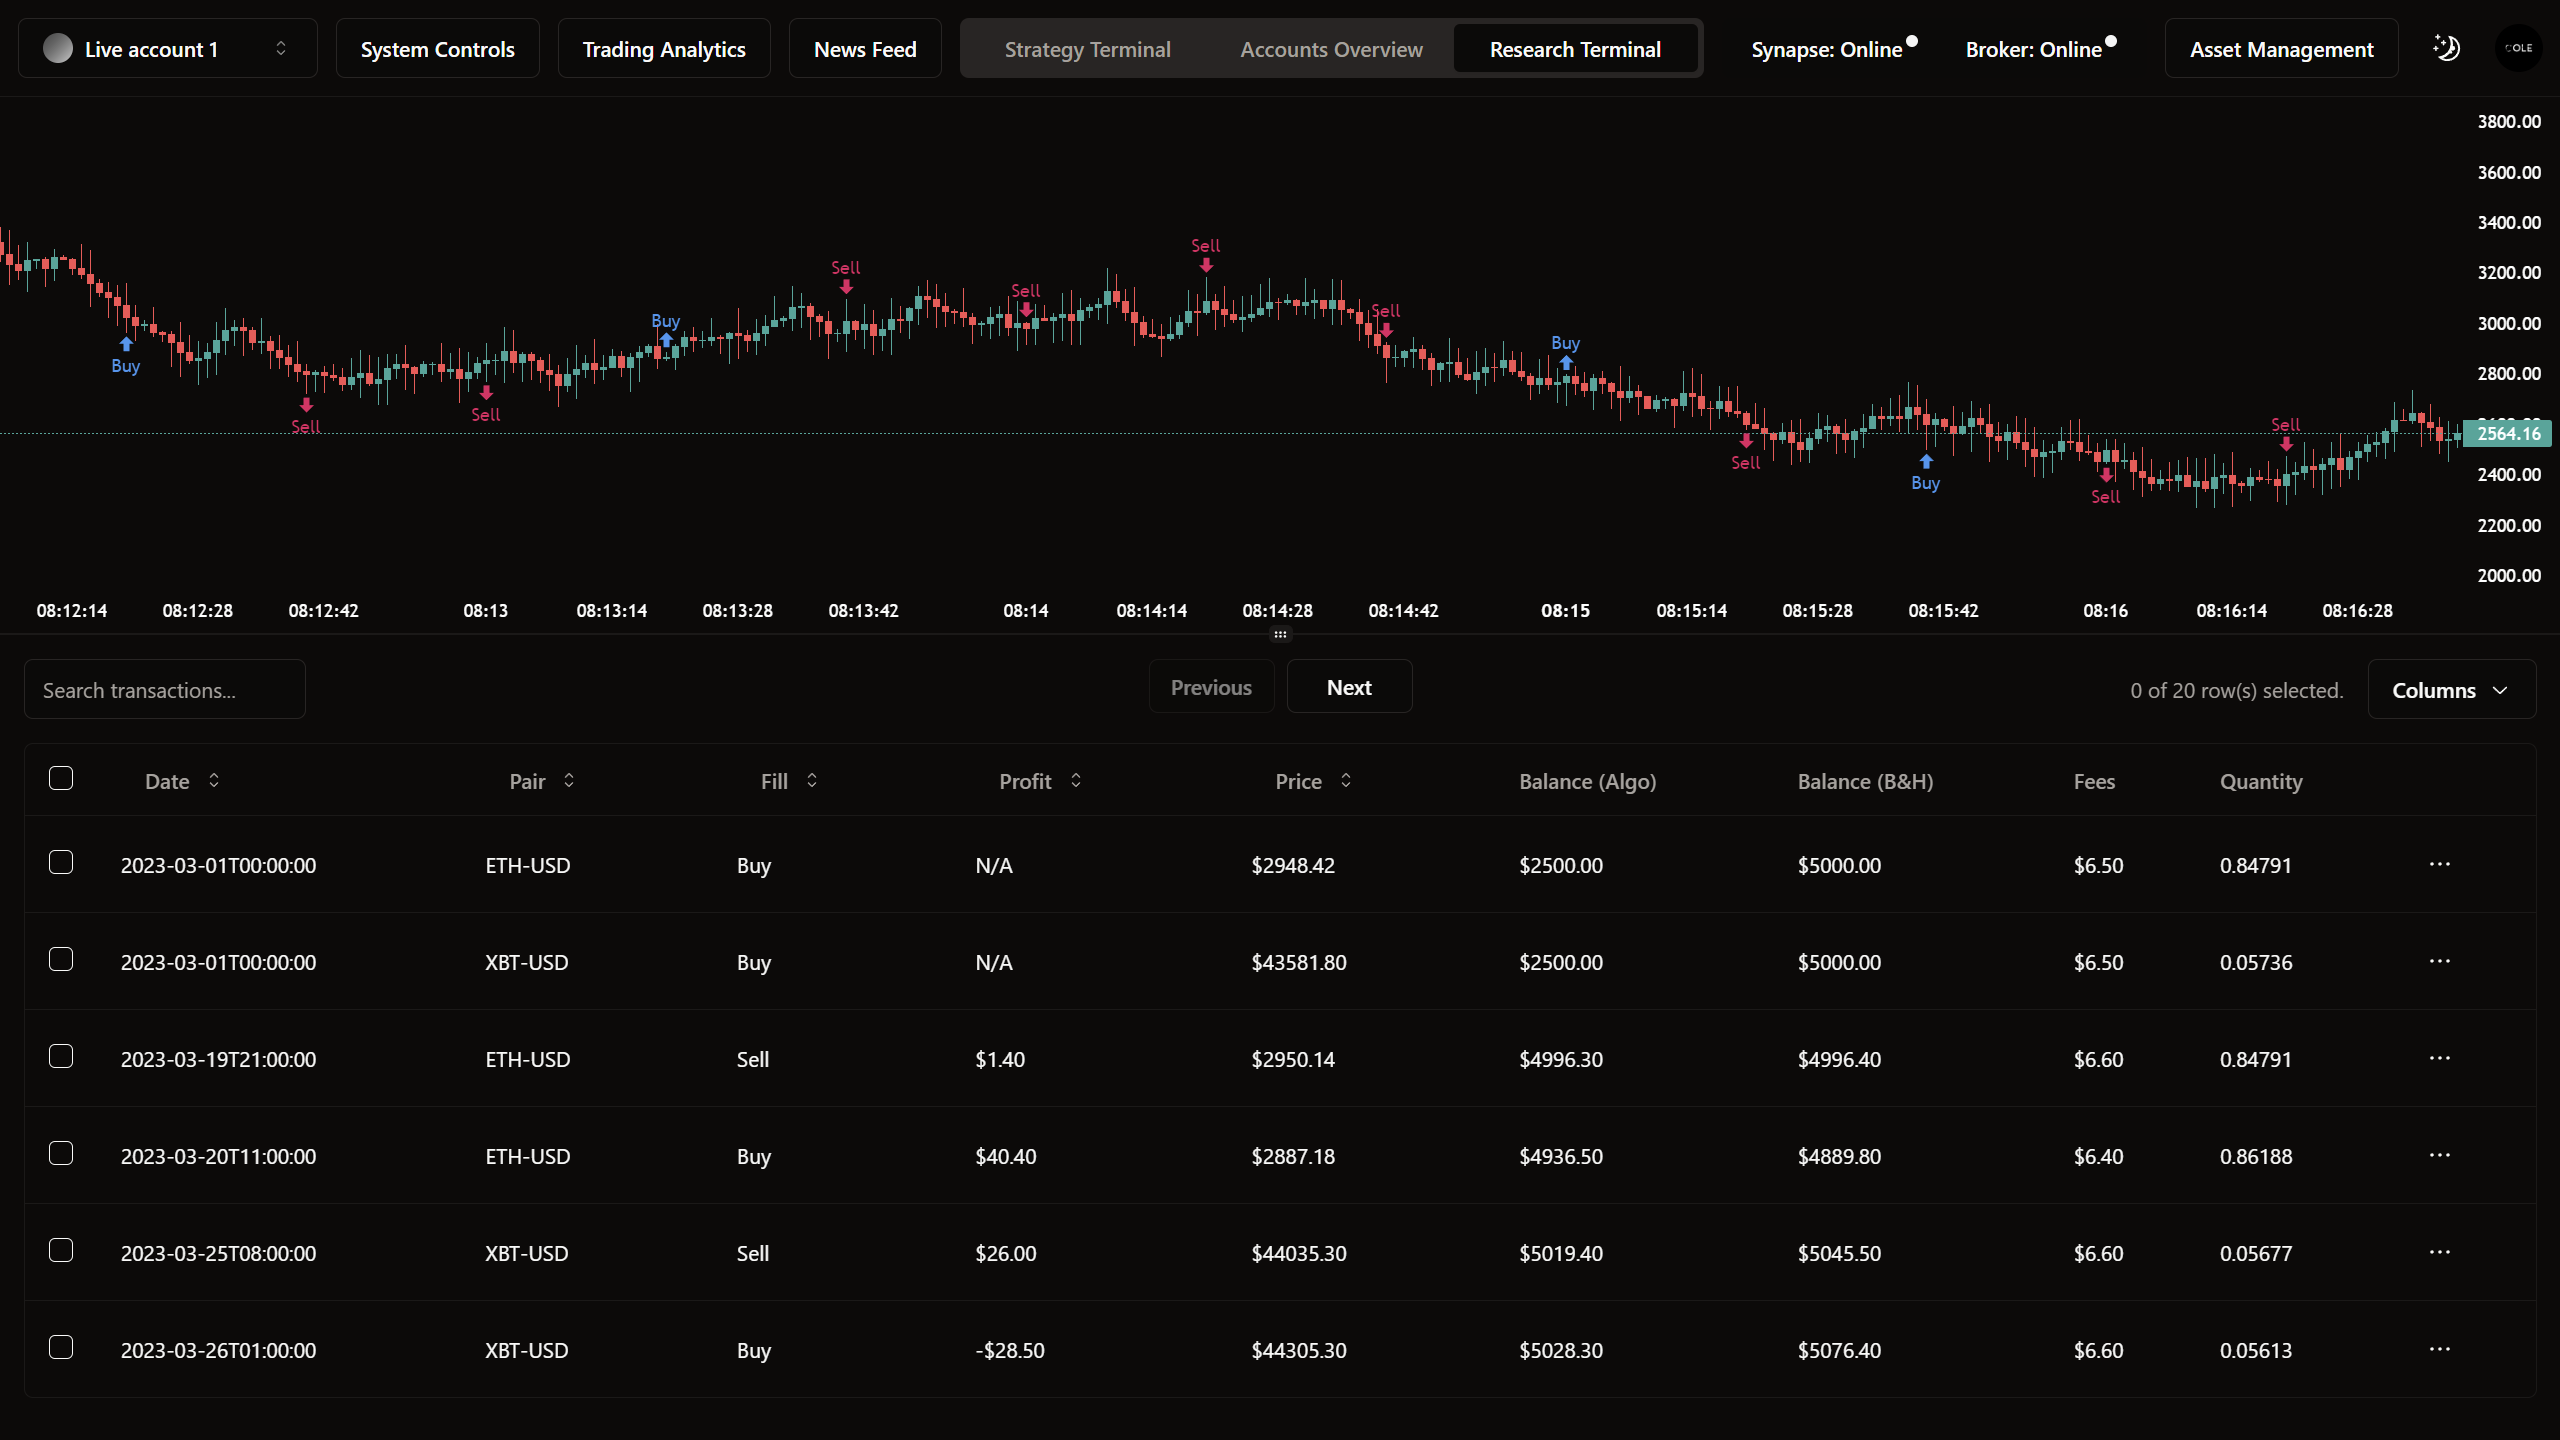 Live account 1 System Controls Trading Analytics News Feed Strategy Terminal Accounts Overview Research Terminal Synapse: Online Broker: Online Asset Management COLE
3800.00
3600.00
3400.00
Sell
Sell
3200.00
Sell
Sell
Buy
3000.00
Buy
Buy
2800.00
Sell
Sell
Sell
2564.16
Sell
2400.00
Buy
Sell
2200.00
2000.00
08:12:14 08:12:28 08:12:42 08:13 08:13:14 08:13:28 08:13:42 08:14 08:14:14 08:14:28 08:14:42 08:15 08:15:14 08:15:28 08:15:42 08:16 08:16:14 08:16:28
Search transactions... Previous Next 0 of 20 row(s) selected. Columns
Date Pair Fill Profit Price Balance (Algo) Balance (B&H) Fees Quantity
2023-03-01T00:00:00 ETH-USD Buy N/A $2948.42 $2500.00 $5000.00 $6.50 0.84791 ...
2023-03-01T00:00:00 XBT-USD Buy N/A $43581.80 $2500.00 $5000.00 $6.50 0.05736 ...
2023-03-19T21:00:00 ETH-USD Sell $1.40 $2950.14 $4996.30 $4996.40 $6.60 0.84791 ...
2023-03-20T11:00:00 ETH-USD Buy $40.40 $2887.18 $4936.50 $4889.80 $6.40 0.86188 ...
2023-03-25T08:00:00 XBT-USD Sell $26.00 $44035.30 $5019.40 $5045.50 $6.60 0.05677 ...
2023-03-26T01:00:00 XBT-USD Buy -$28.50 $44305.30 $5028.30 $5076.40 $6.60 0.05613 ...